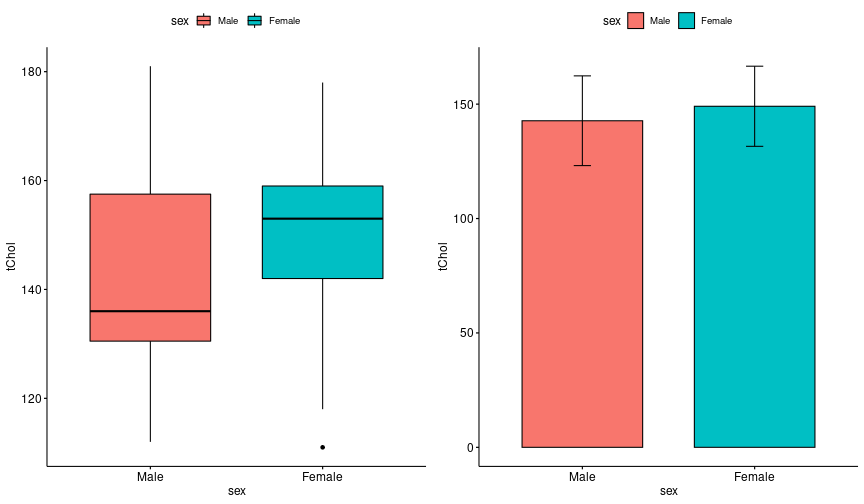 sex Male Female
180
160
140
120
tChol
Male Female
sex
sex Male Female
150
100
50
0
tChol
Male Female
sex